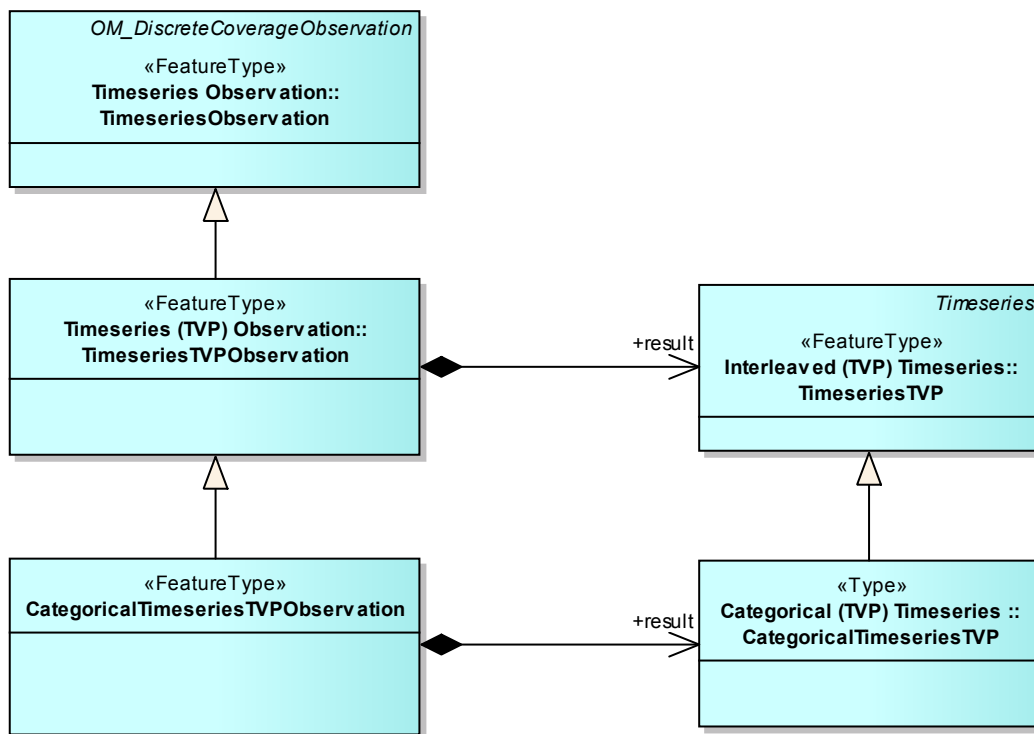 OM_DiscreteCoverageObservation
«FeatureType»
Timeseries Observation::
TimeseriesObservation
«FeatureType»
Timeseries (TVP) Observation::
TimeseriesTVPObservation
+result
Timeseries
«FeatureType»
Interleaved (TVP) Timeseries::
TimeseriesTVP
«FeatureType»
CategoricalTimeseriesTVPObservation
+result
«Type»
Categorical (TVP) Timeseries ::
CategoricalTimeseriesTVP